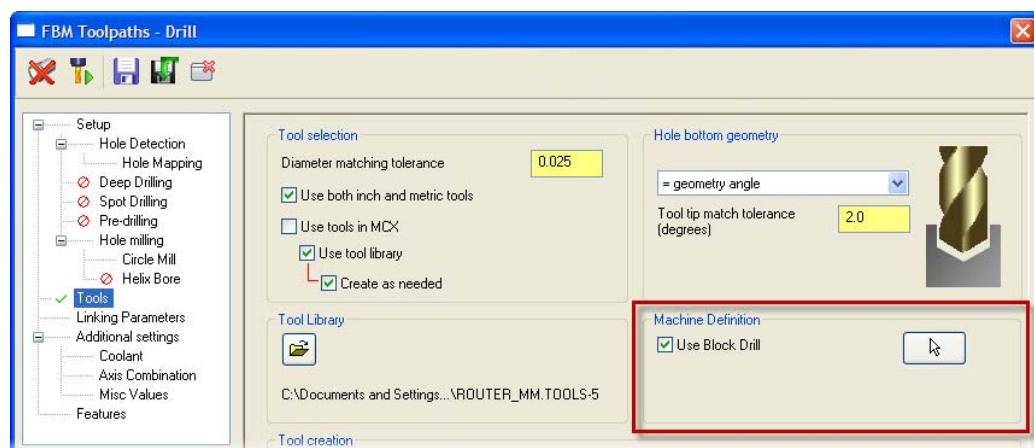 FBM Toolpaths - Drill
Setup
Hole Detection
Hole Mapping
Deep Drilling
Spot Drilling
Pre-drilling
Hole milling
Circle Mill
Helix Bore
Tools
Linking Parameters
Additional settings
Coolant
Axis Combination
Misc Values
Features
Tool selection
Diameter matching tolerance 0.025
Use both inch and metric tools
Use tools in MCX
Use tool library
Create as needed
Hole bottom geometry
= geometry angle
Tool tip match tolerance 2.0
(degrees)
Tool Library
C:\Documents and Settings...\ROUTER_MM.TOOLS-5
Machine Definition
Use Block Drill
Tool creation